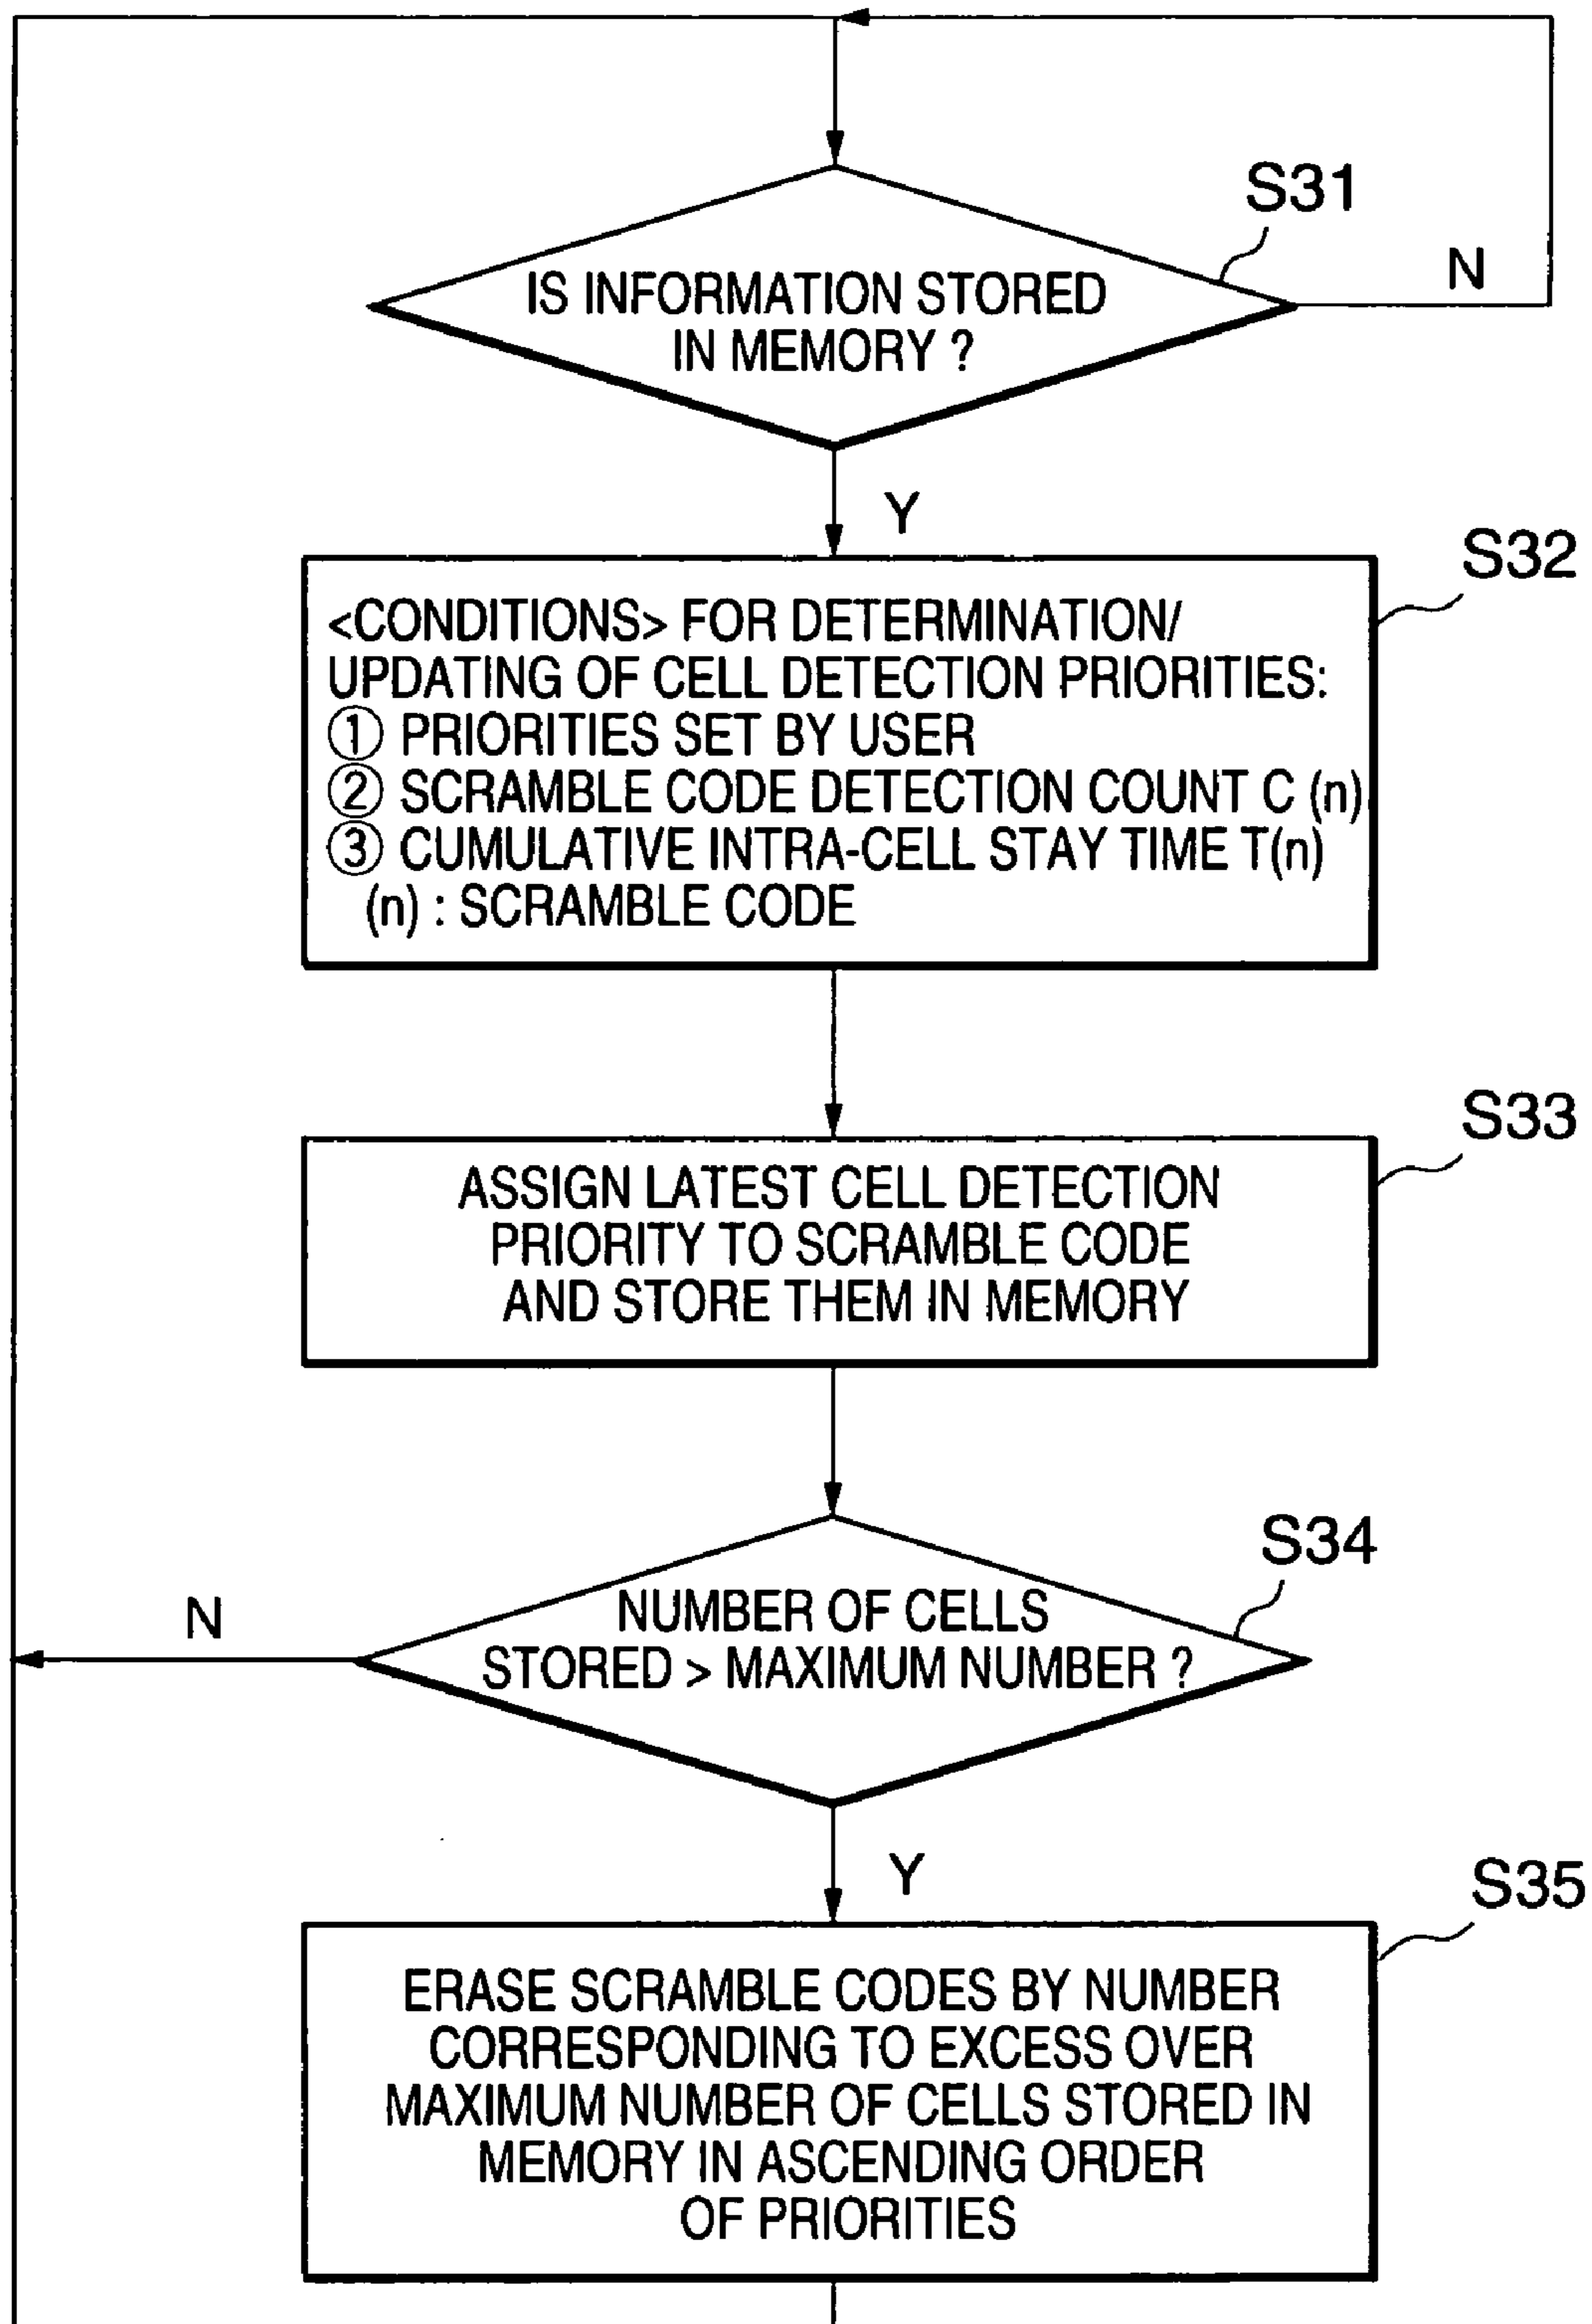 S31
IS INFORMATION STORED
IN MEMORY ?
N
Y
S32
<CONDITIONS> FOR DETERMINATION/
UPDATING OF CELL DETECTION PRIORITIES:
① PRIORITIES SET BY USER
② SCRAMBLE CODE DETECTION COUNT C (n)
③ CUMULATIVE INTRA-CELL STAY TIME T(n)
(n) : SCRAMBLE CODE
S33
ASSIGN LATEST CELL DETECTION
PRIORITY TO SCRAMBLE CODE
AND STORE THEM IN MEMORY
S34
NUMBER OF CELLS
STORED > MAXIMUM NUMBER ?
N
Y
S35
ERASE SCRAMBLE CODES BY NUMBER
CORRESPONDING TO EXCESS OVER
MAXIMUM NUMBER OF CELLS STORED IN
MEMORY IN ASCENDING ORDER
OF PRIORITIES